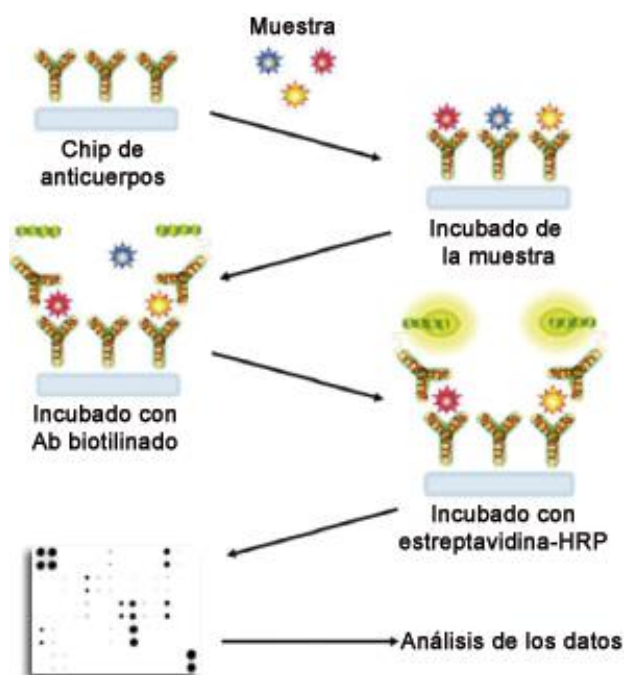 Muestra
Chip de
anticuerpos
Incubado de
la muestra
Incubado con
Ab biotilinado
Incubado con
estreptavidina-HRP
Análisis de los datos